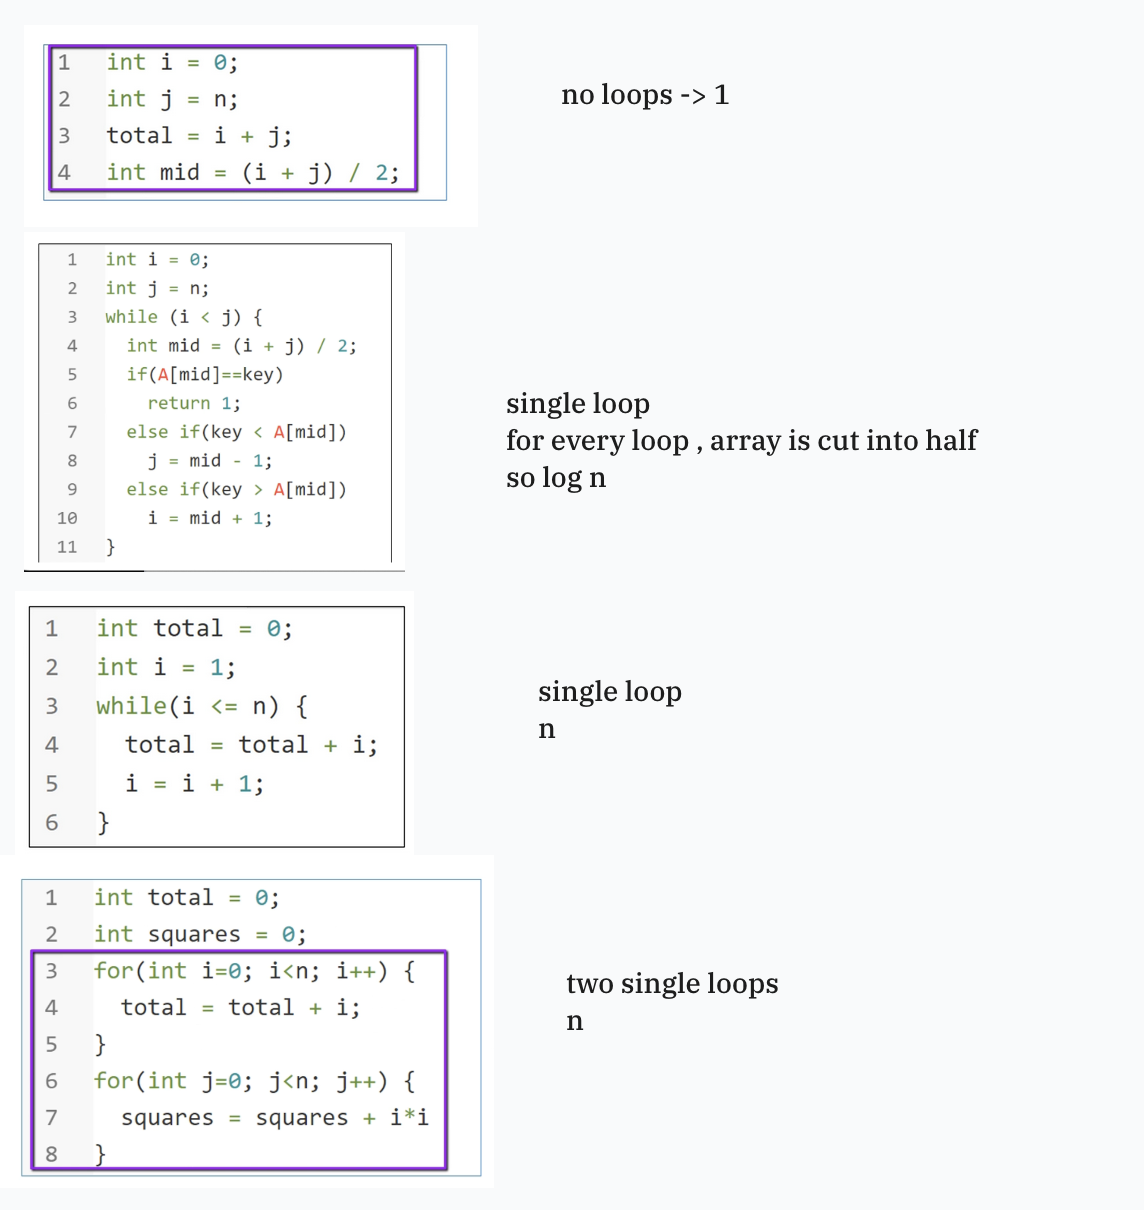 1 int i = 0;
2 int j = n;
3 total = i + j;
4 int mid = (i + j) / 2;
no loops -> 1
1 int i = 0;
2 int j = n;
3 while (i < j) {
4 int mid = (i + j) / 2;
5 if(A[mid]==key)
6 return 1;
7 else if(key < A[mid])
8 j = mid - 1;
9 else if(key > A[mid])
10 i = mid + 1;
11 }
single loop
for every loop , array is cut into half
so log n
1 int total = 0;
2 int i = 1;
3 while(i <= n) {
4 total = total + i;
5 i = i + 1;
6 }
single loop
n
1 int total = 0;
2 int squares = 0;
3 for(int i=0; i<n; i++) {
4 total = total + i;
5 }
6 for(int j=0; j<n; j++) {
7 squares = squares + i*i
8 }
two single loops
n